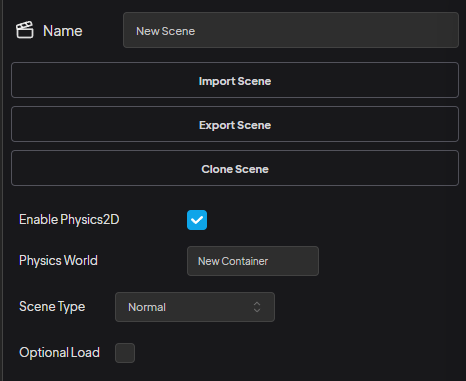 Name New Scene
Import Scene
Export Scene
Clone Scene
Enable Physics2D
Physics World New Container
Scene Type Normal
Optional Load